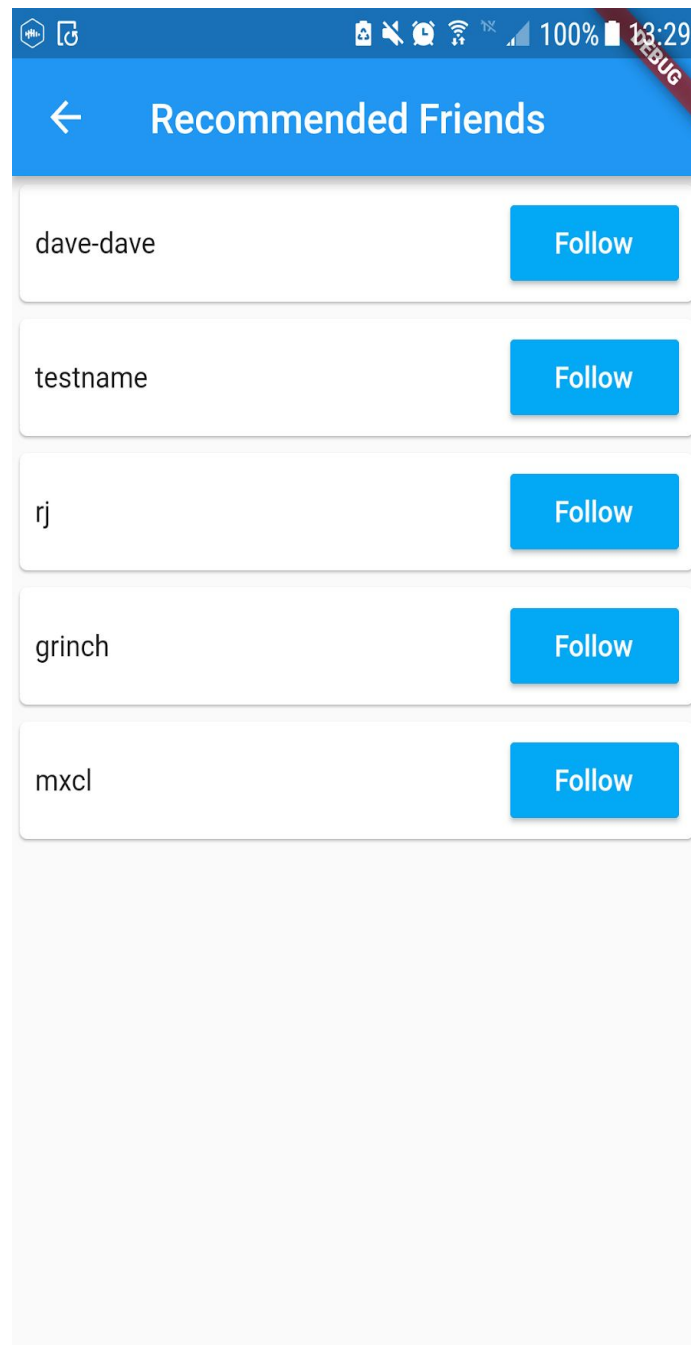 100% 13:29
DEBUG
Recommended Friends
dave-dave Follow
testname Follow
rj Follow
grinch Follow
mxcl Follow